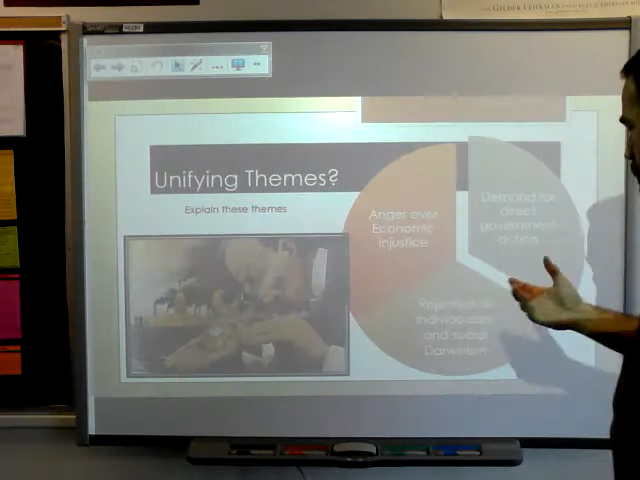 Unifying Themes?
Explain these themes
Anger over
Economic
Injustice
Demand for
direct
government
action
Rejection of
individualism
and social
Darwinism